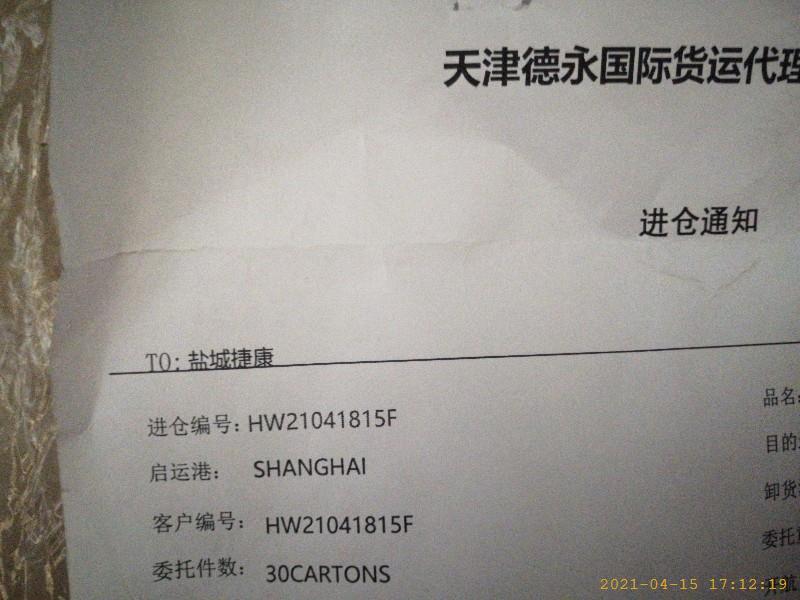 天津德永国际货运代理
进仓通知
TO: 盐城捷康
进仓编号: HW21041815F
品名:
启运港: SHANGHAI
目的
客户编号: HW21041815F
卸货
委托件数: 30CARTONS
委托
航
2021-04-15 17:12:19